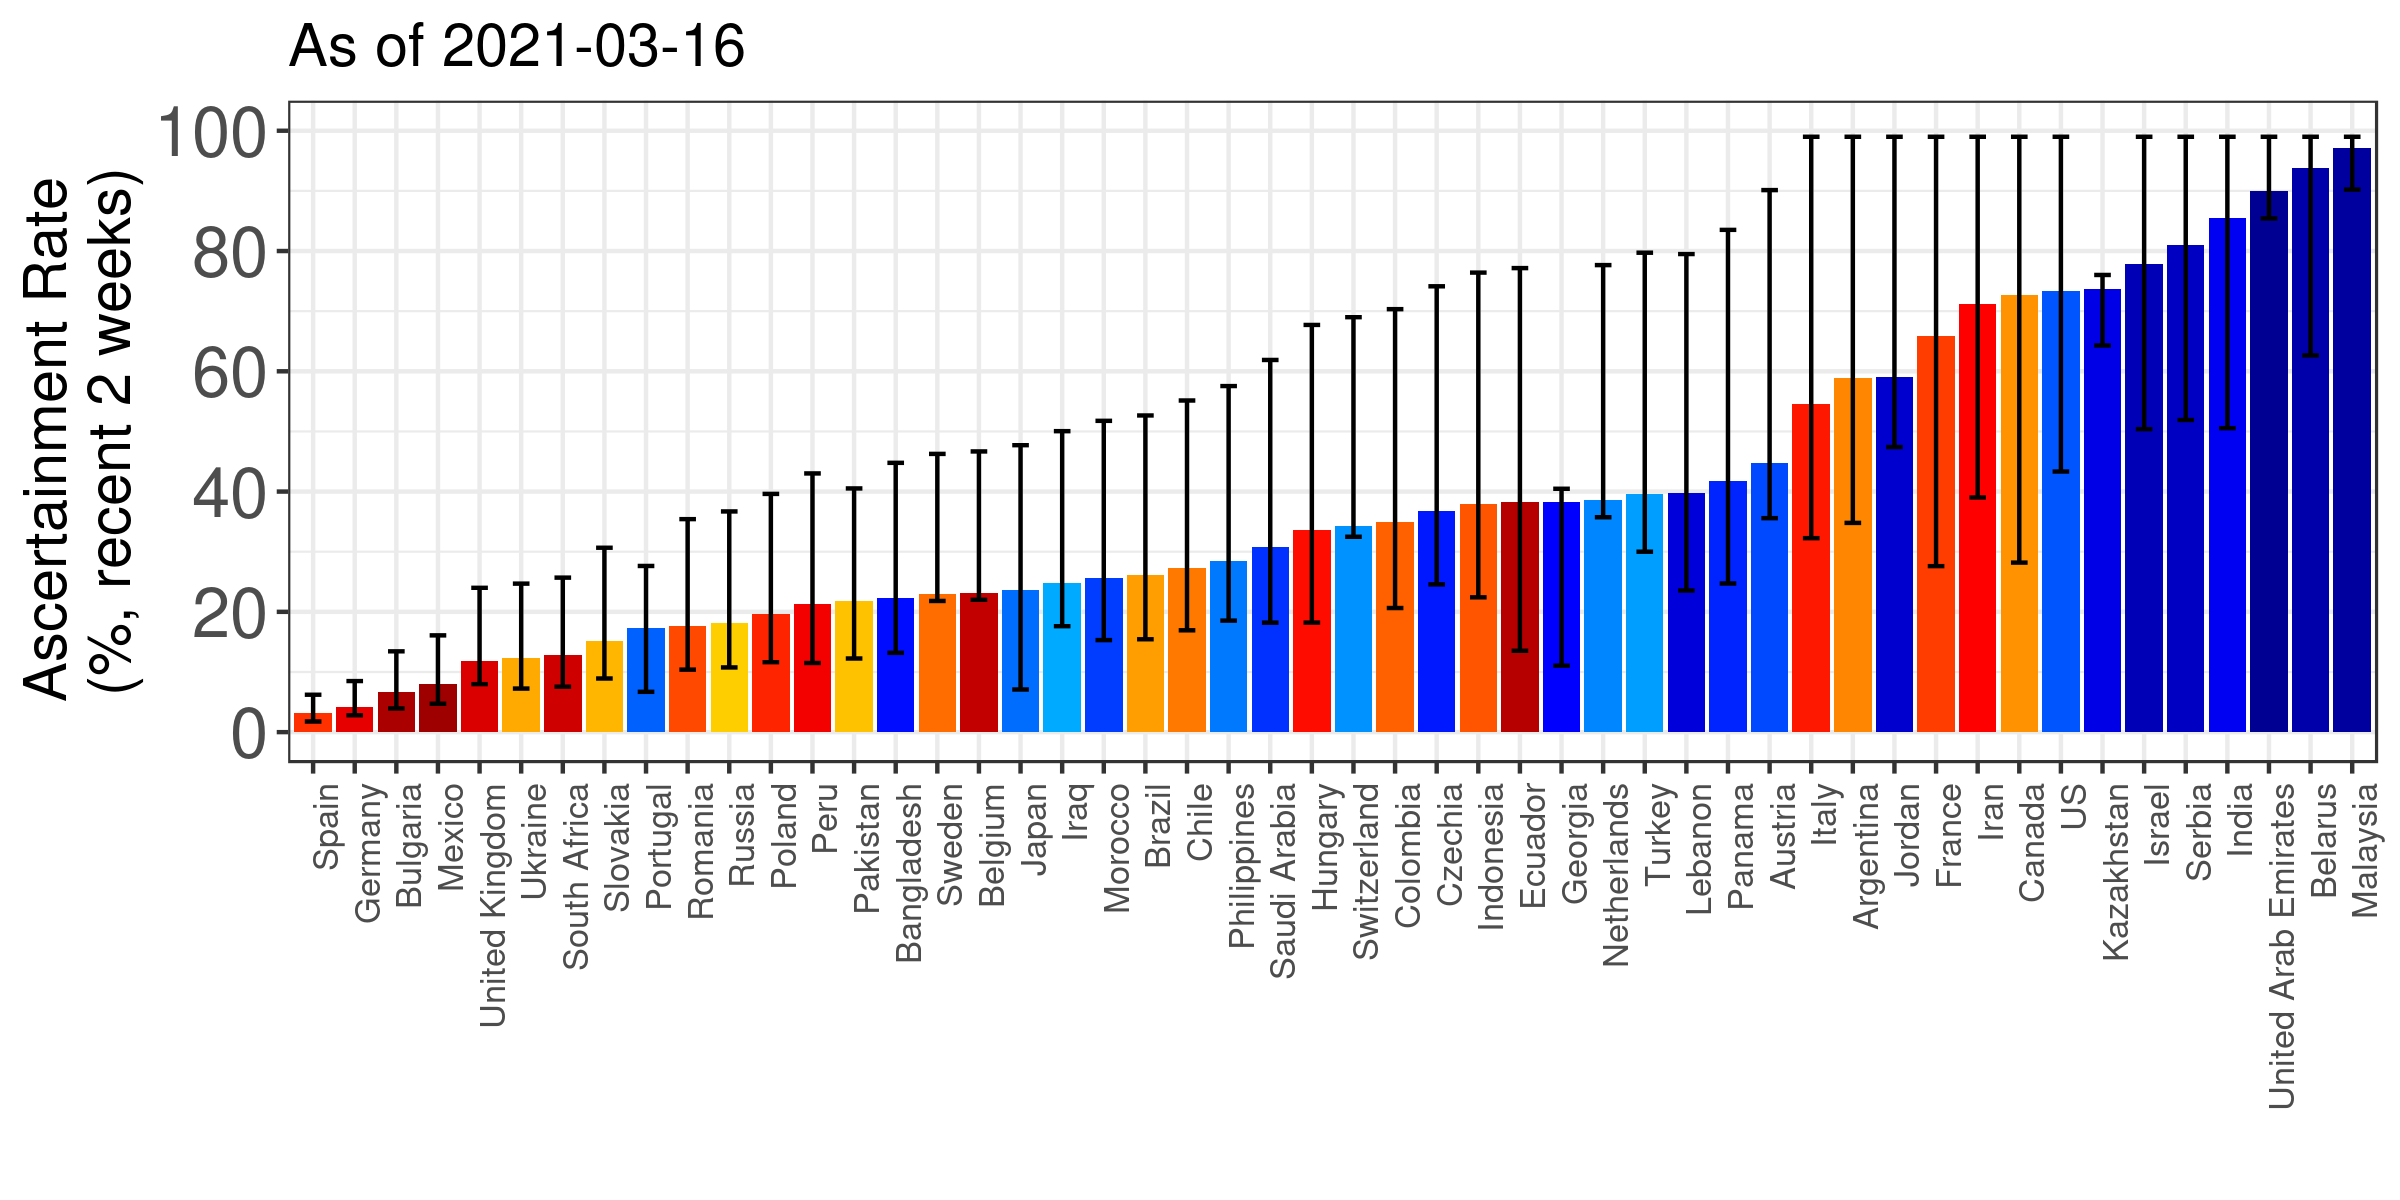 As of 2021-03-16
Ascertainment Rate
(%, recent 2 weeks)
100
80
60
40
20
0
Spain
Germany
Bulgaria
Mexico
United Kingdom
Ukraine
South Africa
Slovakia
Portugal
Romania
Russia
Poland
Peru
Pakistan
Bangladesh
Sweden
Belgium
Japan
Iraq
Morocco
Brazil
Chile
Philippines
Saudi Arabia
Hungary
Switzerland
Colombia
Czechia
Indonesia
Ecuador
Georgia
Netherlands
Turkey
Lebanon
Panama
Austria
Italy
Argentina
Jordan
France
Iran
Canada
US
Kazakhstan
Israel
Serbia
India
United Arab Emirates
Belarus
Malaysia